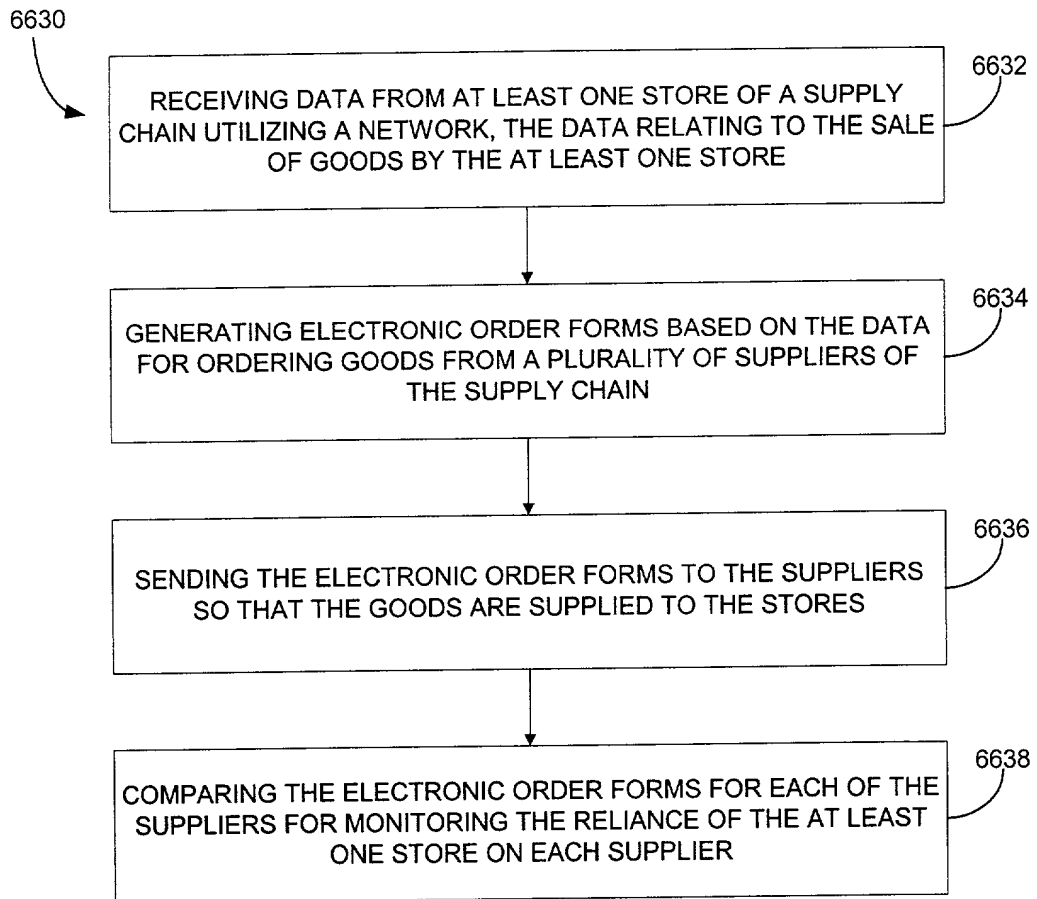 6630
6632
RECEIVING DATA FROM AT LEAST ONE STORE OF A SUPPLY
CHAIN UTILIZING A NETWORK, THE DATA RELATING TO THE SALE
OF GOODS BY THE AT LEAST ONE STORE
6634
GENERATING ELECTRONIC ORDER FORMS BASED ON THE DATA
FOR ORDERING GOODS FROM A PLURALITY OF SUPPLIERS OF
THE SUPPLY CHAIN
6636
SENDING THE ELECTRONIC ORDER FORMS TO THE SUPPLIERS
SO THAT THE GOODS ARE SUPPLIED TO THE STORES
6638
COMPARING THE ELECTRONIC ORDER FORMS FOR EACH OF THE
SUPPLIERS FOR MONITORING THE RELIANCE OF THE AT LEAST
ONE STORE ON EACH SUPPLIER